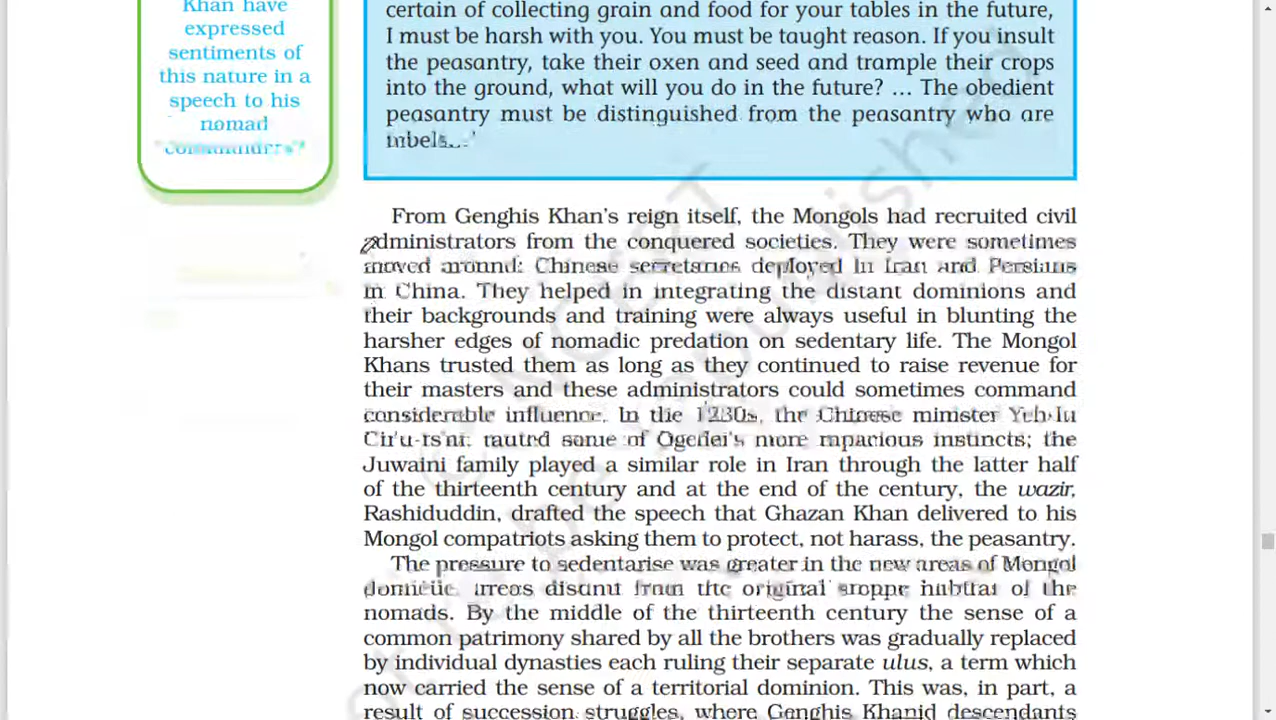 Khan have
expressed
sentiments of
this nature in a
speech to his
nomad
commanders?
certain of collecting grain and food for your tables in the future,
I must be harsh with you. You must be taught reason. If you insult
the peasantry, take their oxen and seed and trample their crops
into the ground, what will you do in the future? ... The obedient
peasantry must be distinguished from the peasantry who are
From Genghis Khan's reign itself, the Mongols had recruited civil
administrators from the conquered societies. They were sometimes
moved around: Chinese secretaries deployed in Iran and Persians
in China. They helped in integrating the distant dominions and
their backgrounds and training were always useful in blunting the
harsher edges of nomadic predation on sedentary life. The Mongol
Khans trusted them as long as they continued to raise revenue for
their masters and these administrators could sometimes command
considerable influence. In the 1230s, the Chinese minister
some of Ogedei's more rapacious instincts; the
Juwaini family played a similar role in Iran through the latter half
of the thirteenth century and at the end of the century, the wazir,
Rashiduddin, drafted the speech that Ghazan Khan delivered to his
Mongol compatriots asking them to protect, not harass, the peasantry.
The pressure to sedentarise was greater in the new areas of Mongol
areas distant from the original steppe habitat of the
nomads. By the middle of the thirteenth century the sense of a
common patrimony shared by all the brothers was gradually replaced
by individual dynasties each ruling their separate ulus, a term which
now carried the sense of a territorial dominion. This was, in part, a
result of succession struggles, where Genghis Khanid descendants